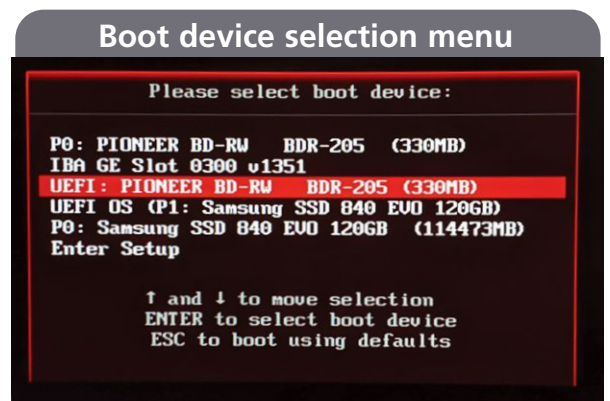 Boot device selection menu
Please select boot device:
P0: PIONEER BD-RW BDR-205 (330MB)
IBA GE Slot 0300 v1351
UEFI: PIONEER BD-RW BDR-205 (330MB)
UEFI OS (P1: Samsung SSD 840 EVO 120GB)
P0: Samsung SSD 840 EVO 120GB (114473MB)
Enter Setup
↑ and ↓ to move selection
ENTER to select boot device
ESC to boot using defaults